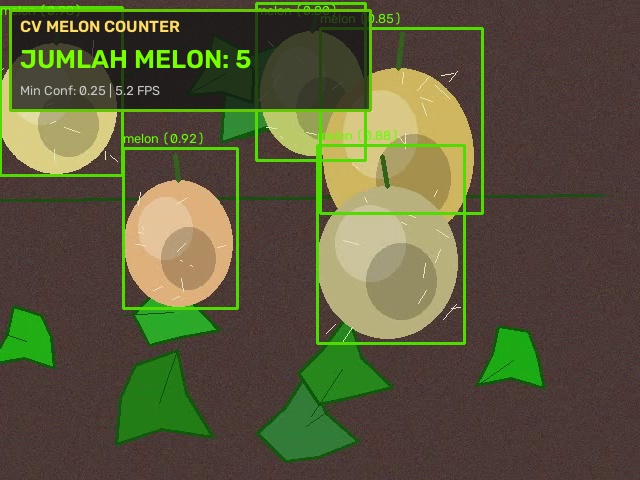 CV MELON COUNTER
JUMLAH MELON: 5
Min Conf: 0.25 | 5.2 FPS
melon (0.85)
melon (0.88)
melon (0.92)